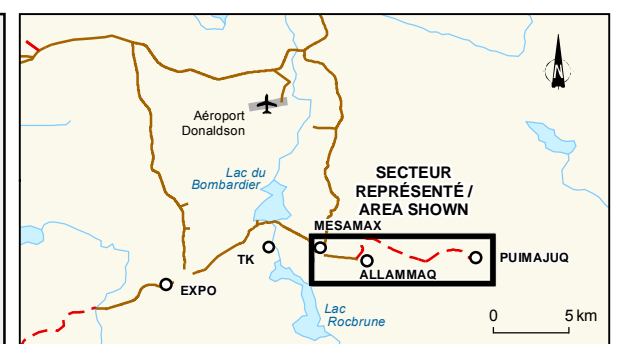 N
Aéroport
Donaldson
Lac du
Bombardier
SECTEUR
REPRÉSENTÉ /
AREA SHOWN
MESAMAX
TK
PUIMAJUQ
ALLAMMAQ
EXPO
Lac
Rocbrune
0 5 km